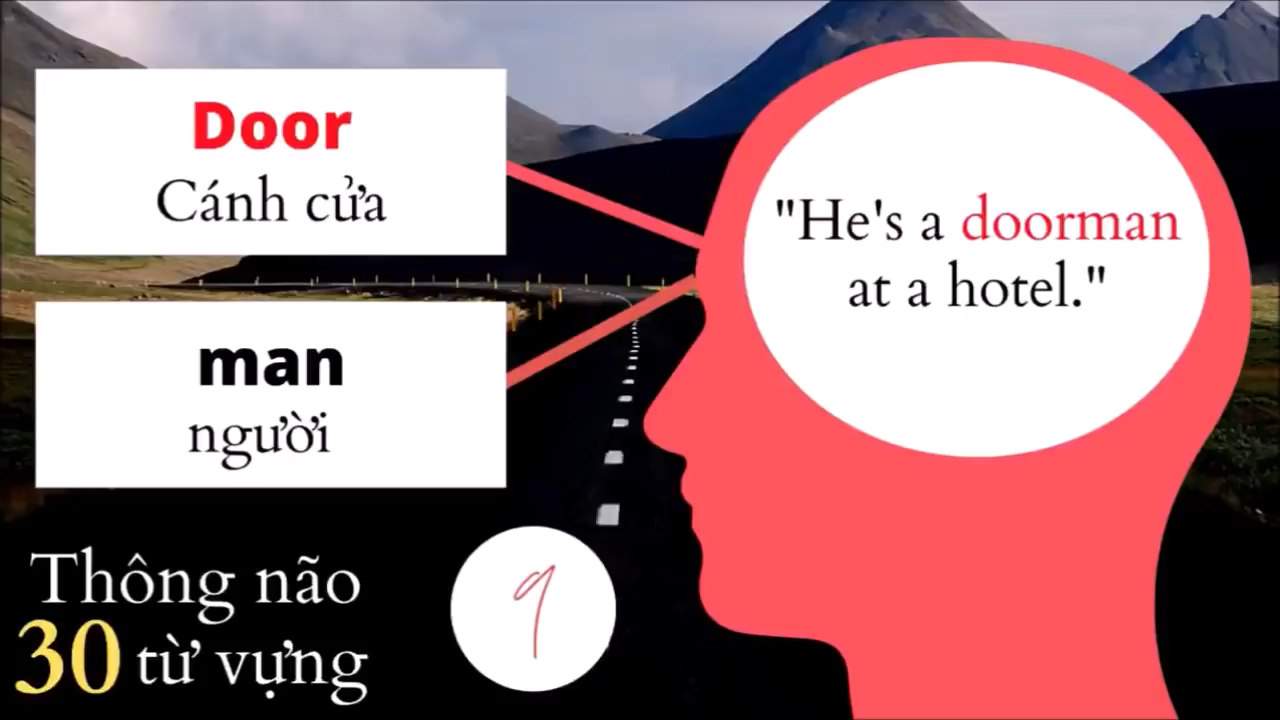 Door
Cánh cửa
man
người
"He's a doorman
at a hotel."
Thông não
30 từ vựng
9